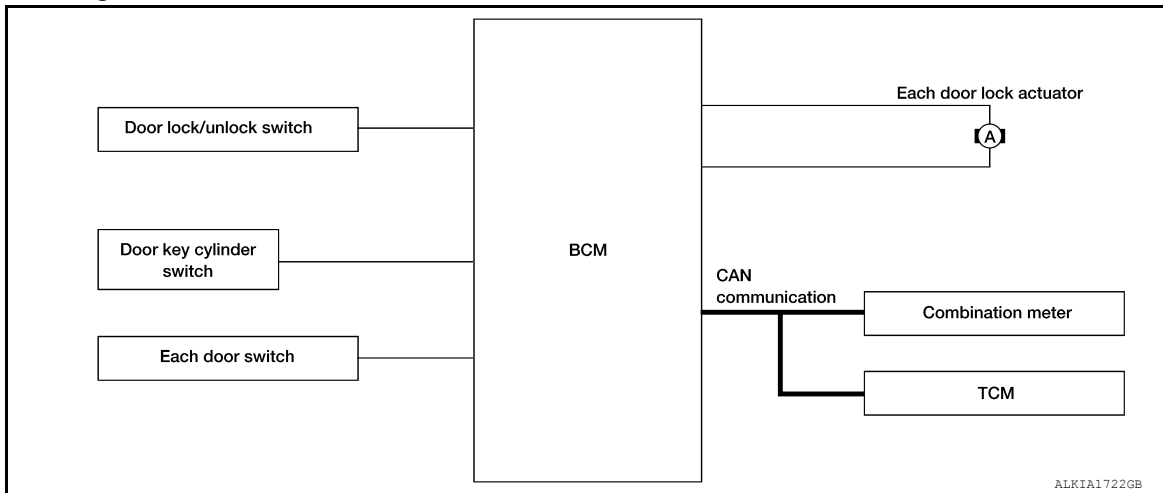 Door lock/unlock switch
Door key cylinder
switch
Each door switch
BCM
Each door lock actuator
A
CAN
communication
Combination meter
TCM
ALKIA1722GB